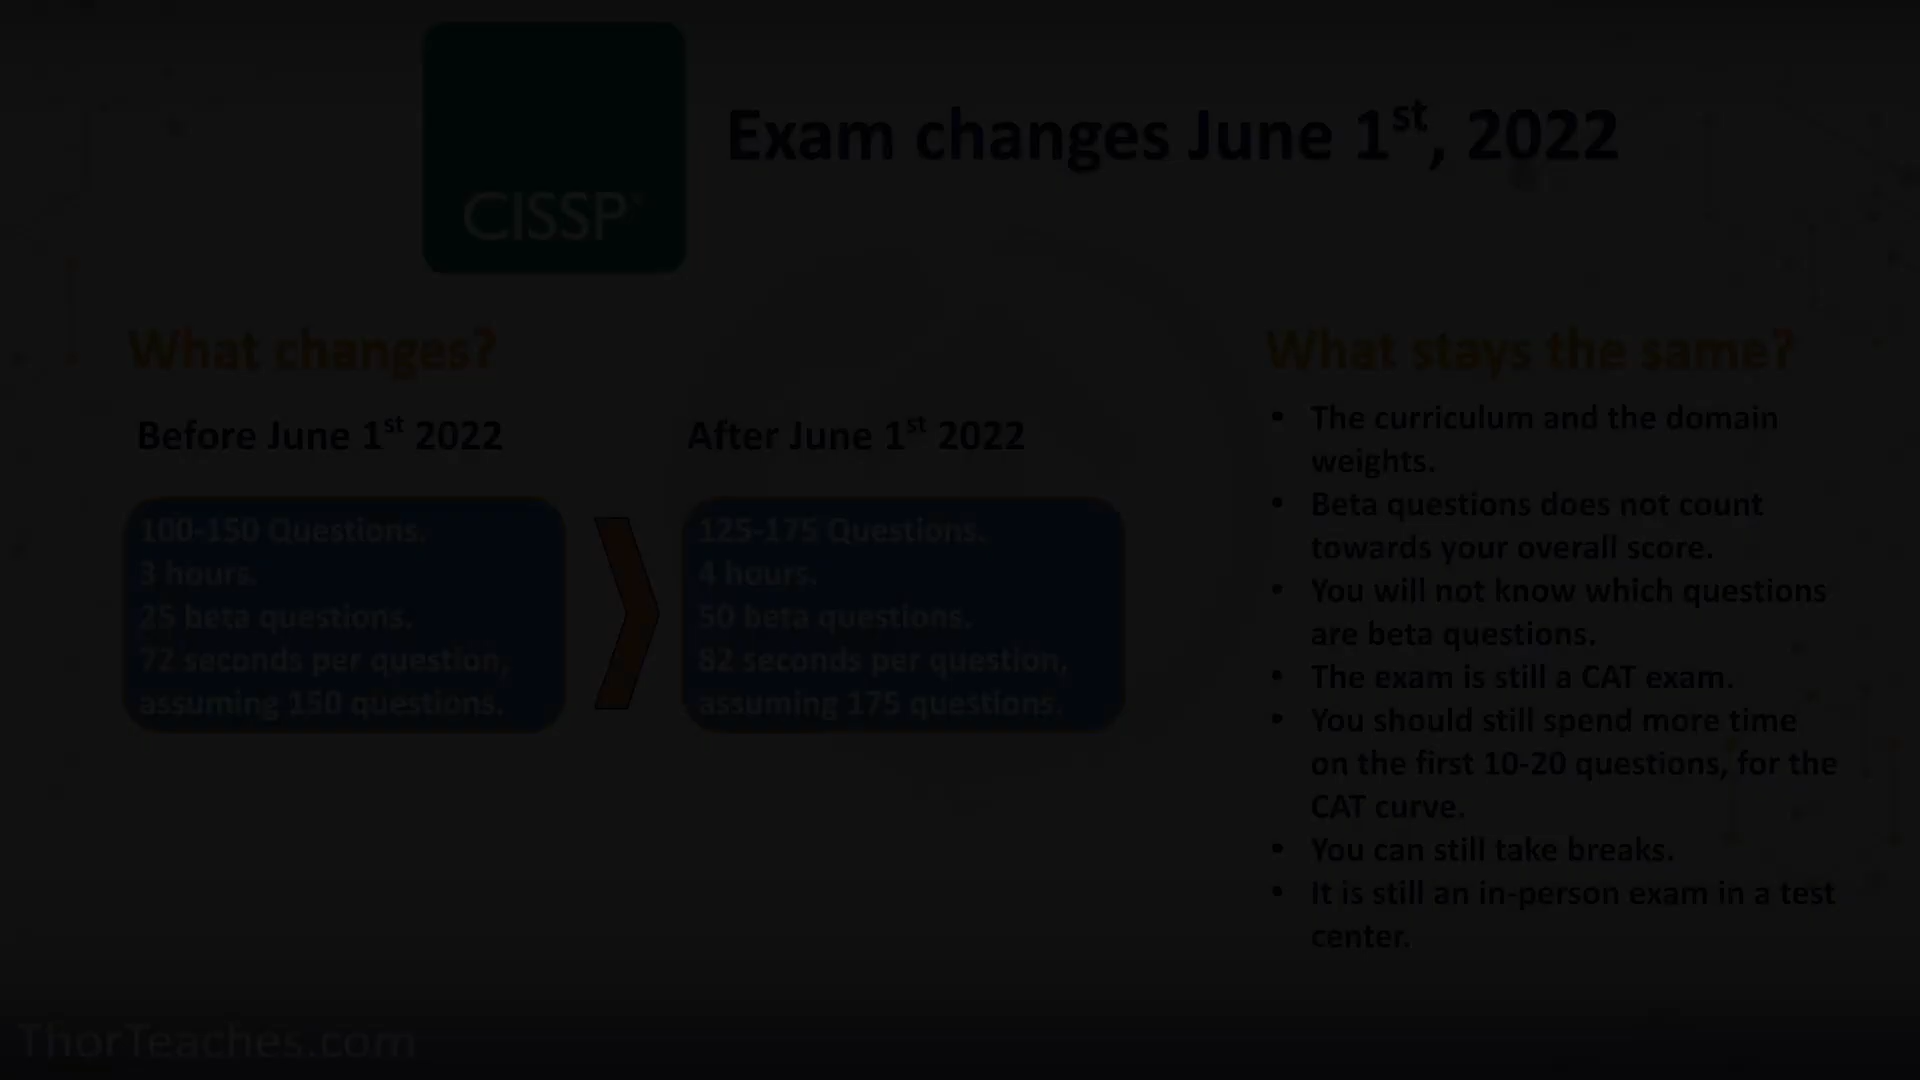 CISSP
Exam changes June 1st, 2022
What changes?
Before June 1st 2022
100-150 Questions.
3 hours.
25 beta questions.
72 seconds per question,
assuming 150 questions.
After June 1st 2022
125-175 Questions.
4 hours.
50 beta questions.
82 seconds per question,
assuming 175 questions.
What stays the same?
• The curriculum and the domain
weights.
• Beta questions does not count
towards your overall score.
• You will not know which questions
are beta questions.
• The exam is still a CAT exam.
• You should still spend more time
on the first 10-20 questions, for the
CAT curve.
• You can still take breaks.
• It is still an in-person exam in a test
center.
ThorTeaches.com